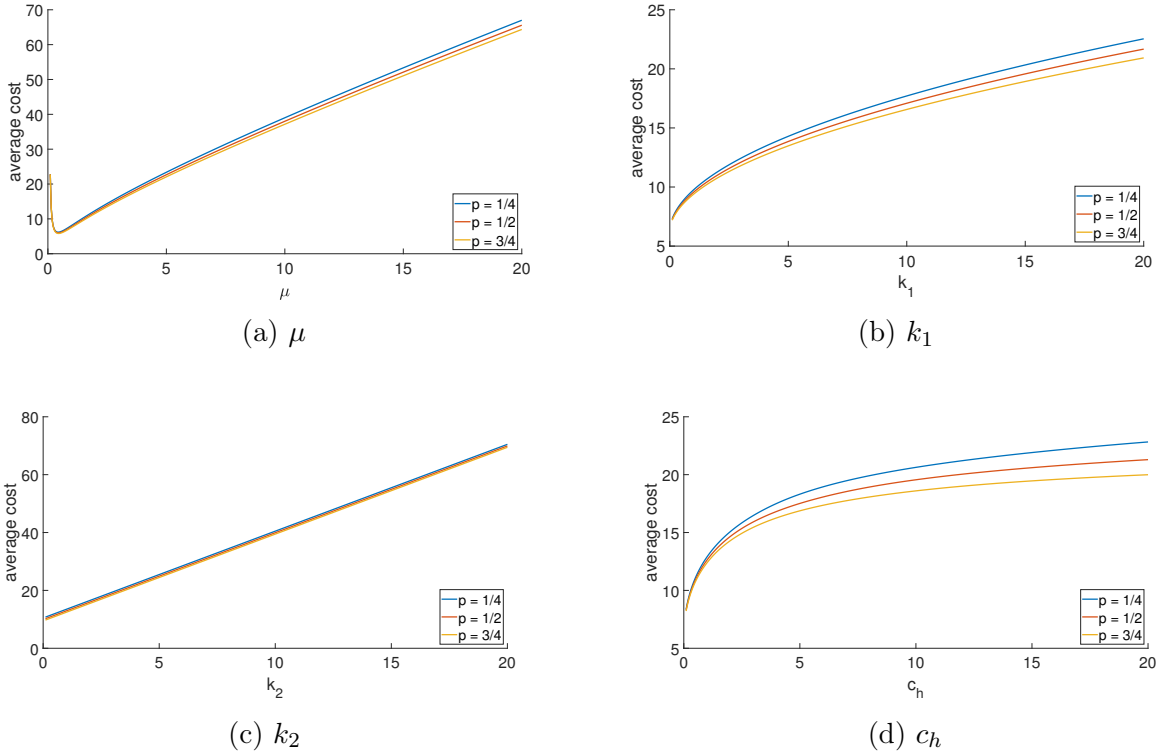 70
60
50
40
30
20
10
0
average cost
0 5 10 15 20
μ
p = 1/4
p = 1/2
p = 3/4
(a) μ
25
20
15
10
5
average cost
0 5 10 15 20
k₁
p = 1/4
p = 1/2
p = 3/4
(b) k₁
80
60
40
20
0
average cost
0 5 10 15 20
k₂
p = 1/4
p = 1/2
p = 3/4
(c) k₂
25
20
15
10
5
average cost
0 5 10 15 20
cₕ
p = 1/4
p = 1/2
p = 3/4
(d) cₕ